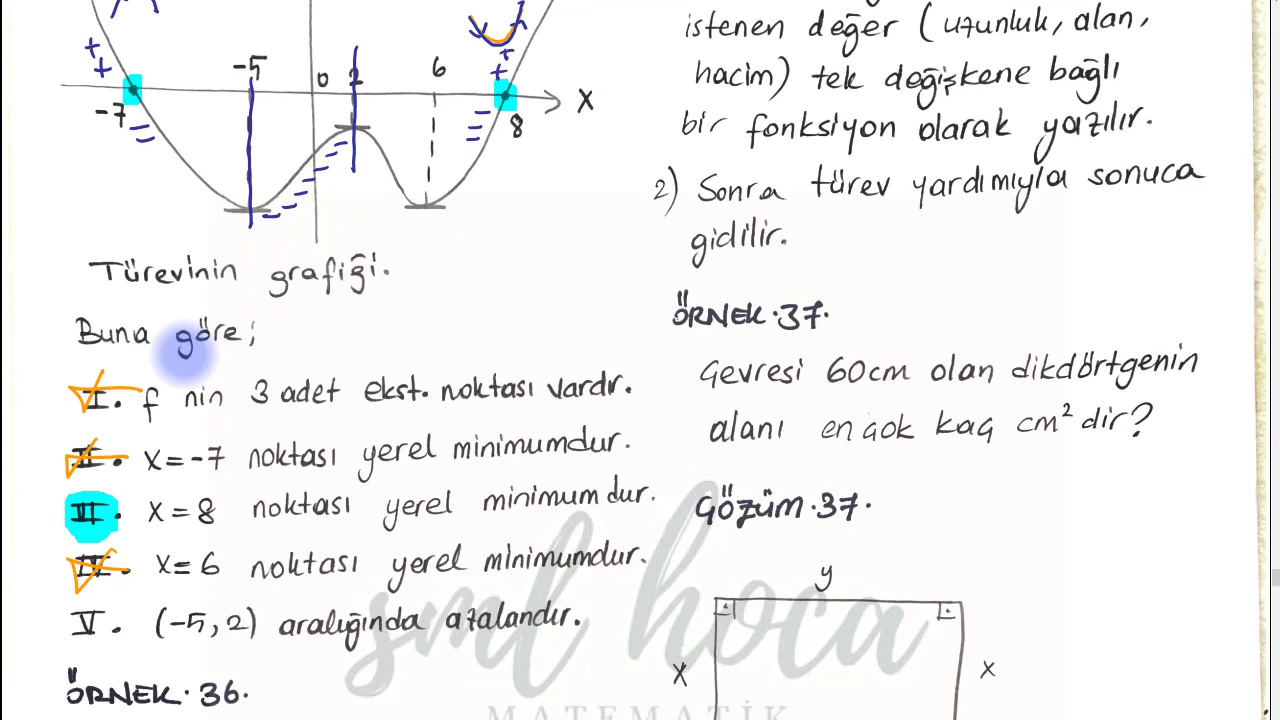 -5
0
2
6
X
-7
8
Türevinin grafiği.
Buna göre;
I. f nin 3 adet ekst. noktası vardır.
II. x=-7 noktası yerel minimumdur.
III. x=8 noktası yerel minimumdur.
IV. x=6 noktası yerel minimumdur.
V. (-5,2) aralığında azalandır.
ÖRNEK.36.
istenen değer (uzunluk, alan,
hacim) tek değişkene bağlı
bir fonksiyon olarak yazılır.
2) Sonra türev yardımıyla sonuca
gidilir.
ÖRNEK.37.
Çevresi 60cm olan dikdörtgenin
alanı en çok kaç cm² dir?
ÇÖZÜM.37.
y
x
x
sml hoca
MATEMATİK